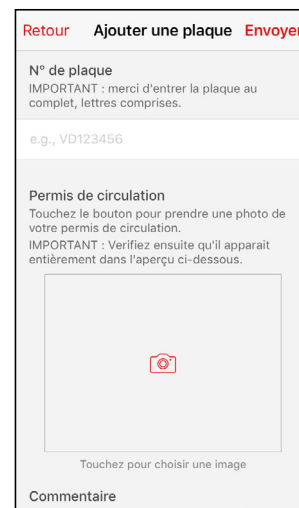 Retour Ajouter une plaque Envoyer
N° de plaque
IMPORTANT : merci d'entrer la plaque au
complet, lettres comprises.
e.g., VD123456
Permis de circulation
Touchez le bouton pour prendre une photo de
votre permis de circulation.
IMPORTANT : Verifiez ensuite qu'il apparait
entièrement dans l'aperçu ci-dessous.
Touchez pour choisir une image
Commentaire